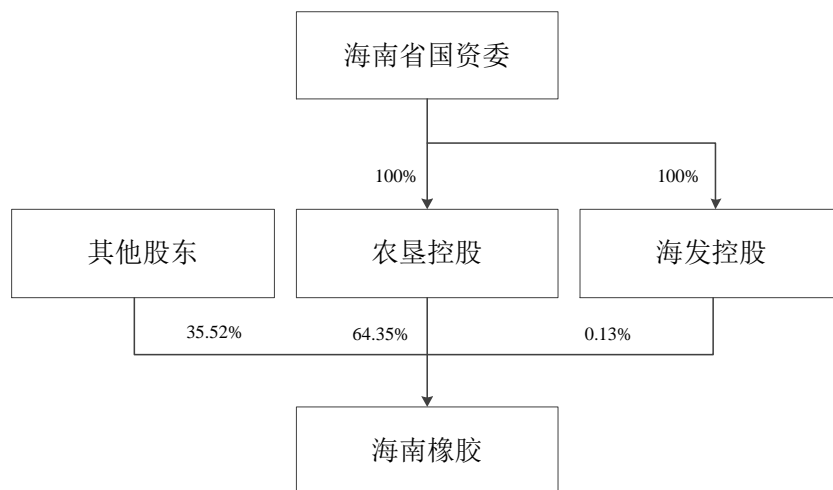 海南省国资委
100%
100%
其他股东
农垦控股
海发控股
35.52%
64.35%
0.13%
海南橡胶